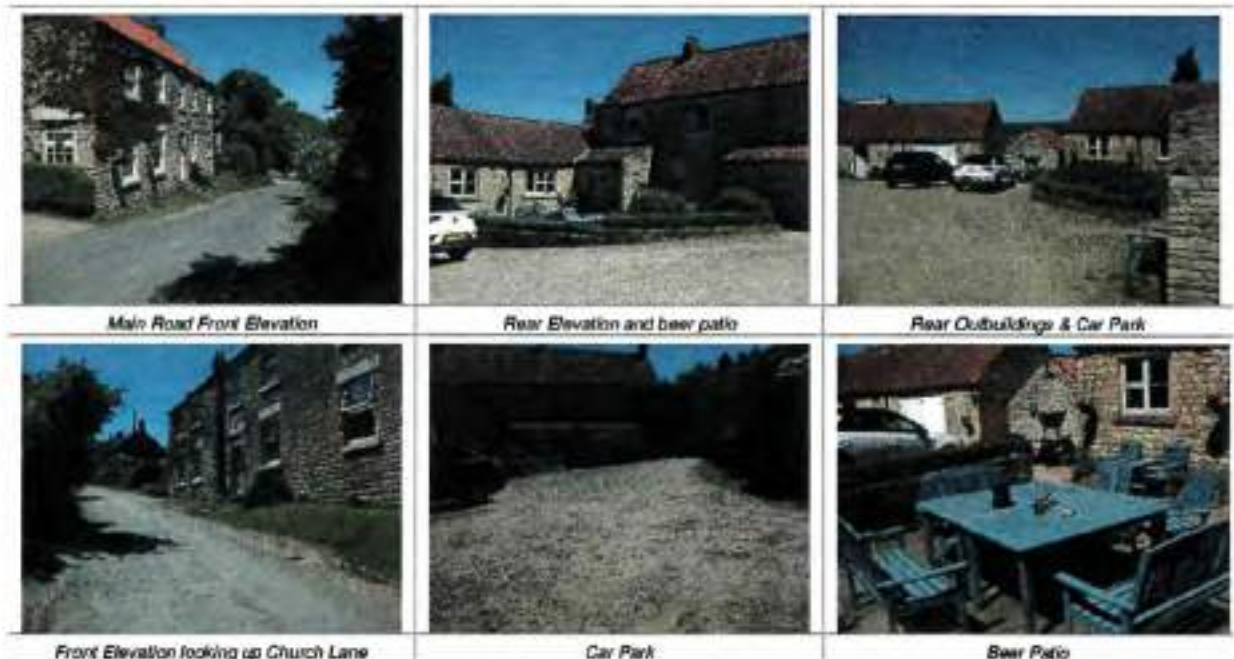 Main Road Front Elevation
Rear Elevation and beer patio
Rear Outbuildings & Car Park
Front Elevation looking up Church Lane
Car Park
Beer Patio